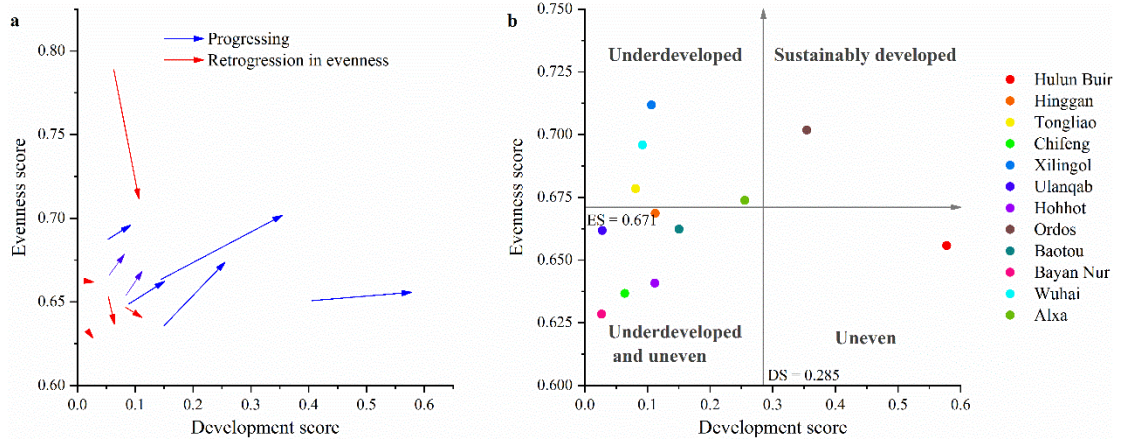 a
Progressing
Retrogression in evenness
0.80
0.75
0.70
0.65
0.60
Evenness score
0.0 0.1 0.2 0.3 0.4 0.5 0.6
Development score
b
0.750
0.725
0.700
0.675
0.650
0.625
0.600
Evenness score
Underdeveloped
Sustainably developed
ES = 0.671
Underdeveloped
and uneven
Uneven
DS = 0.285
0.0 0.1 0.2 0.3 0.4 0.5 0.6
Development score
Hulun Buir
Hinggan
Tongliao
Chifeng
Xilingol
Ulanqab
Hohhot
Ordos
Baotou
Bayan Nur
Wuhai
Alxa